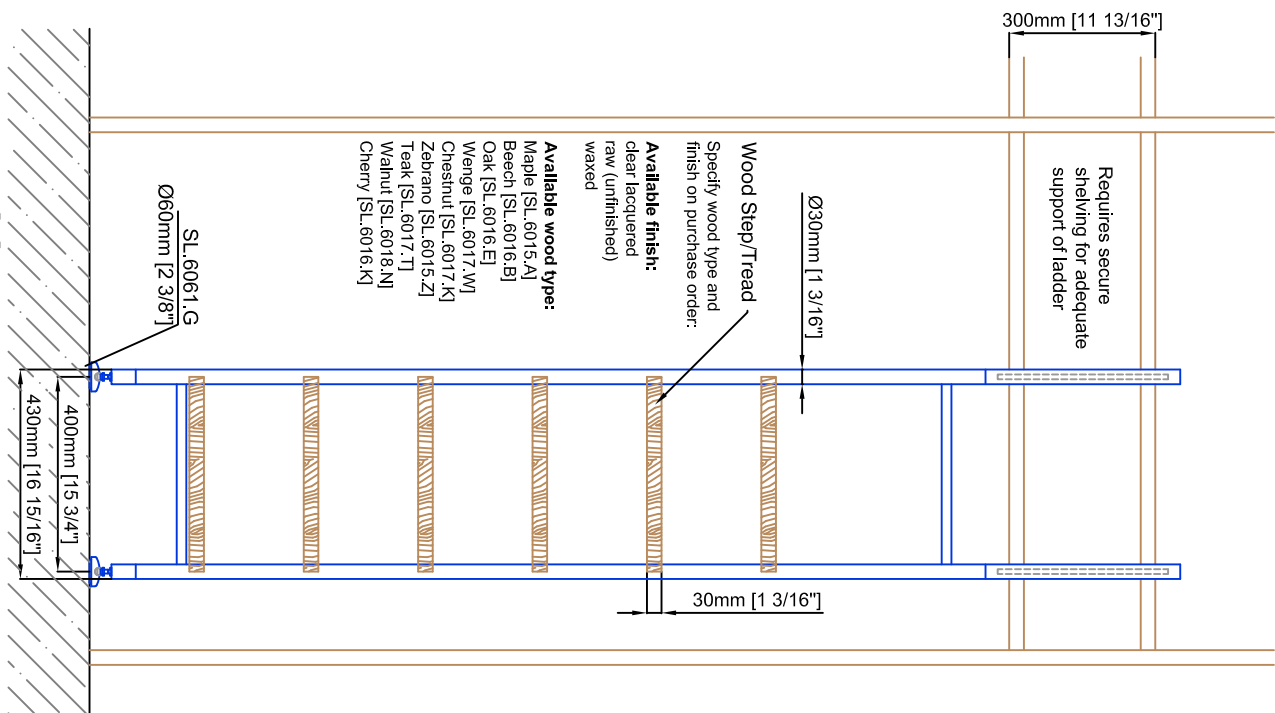 300mm [11 13/16"]
Requires secure
shelving for adequate
support of ladder
Ø30mm [1 3/16"]
Wood Step/Tread
Specify wood type and
finish on purchase order:
Available finish:
clear lacquered
raw (unfinished)
waxed
Available wood type:
Maple [SL.6015.A]
Beech [SL.6016.B]
Oak [SL.6016.E]
Wenge [SL.6017.W]
Chestnut [SL.6017.K]
Zebrano [SL.6015.Z]
Teak [SL.6017.T]
Walnut [SL.6018.N]
Cherry [SL.6016.K]
SL.6061.G
Ø60mm [2 3/8"]
30mm [1 3/16"]
400mm [15 3/4"]
430mm [16 15/16"]